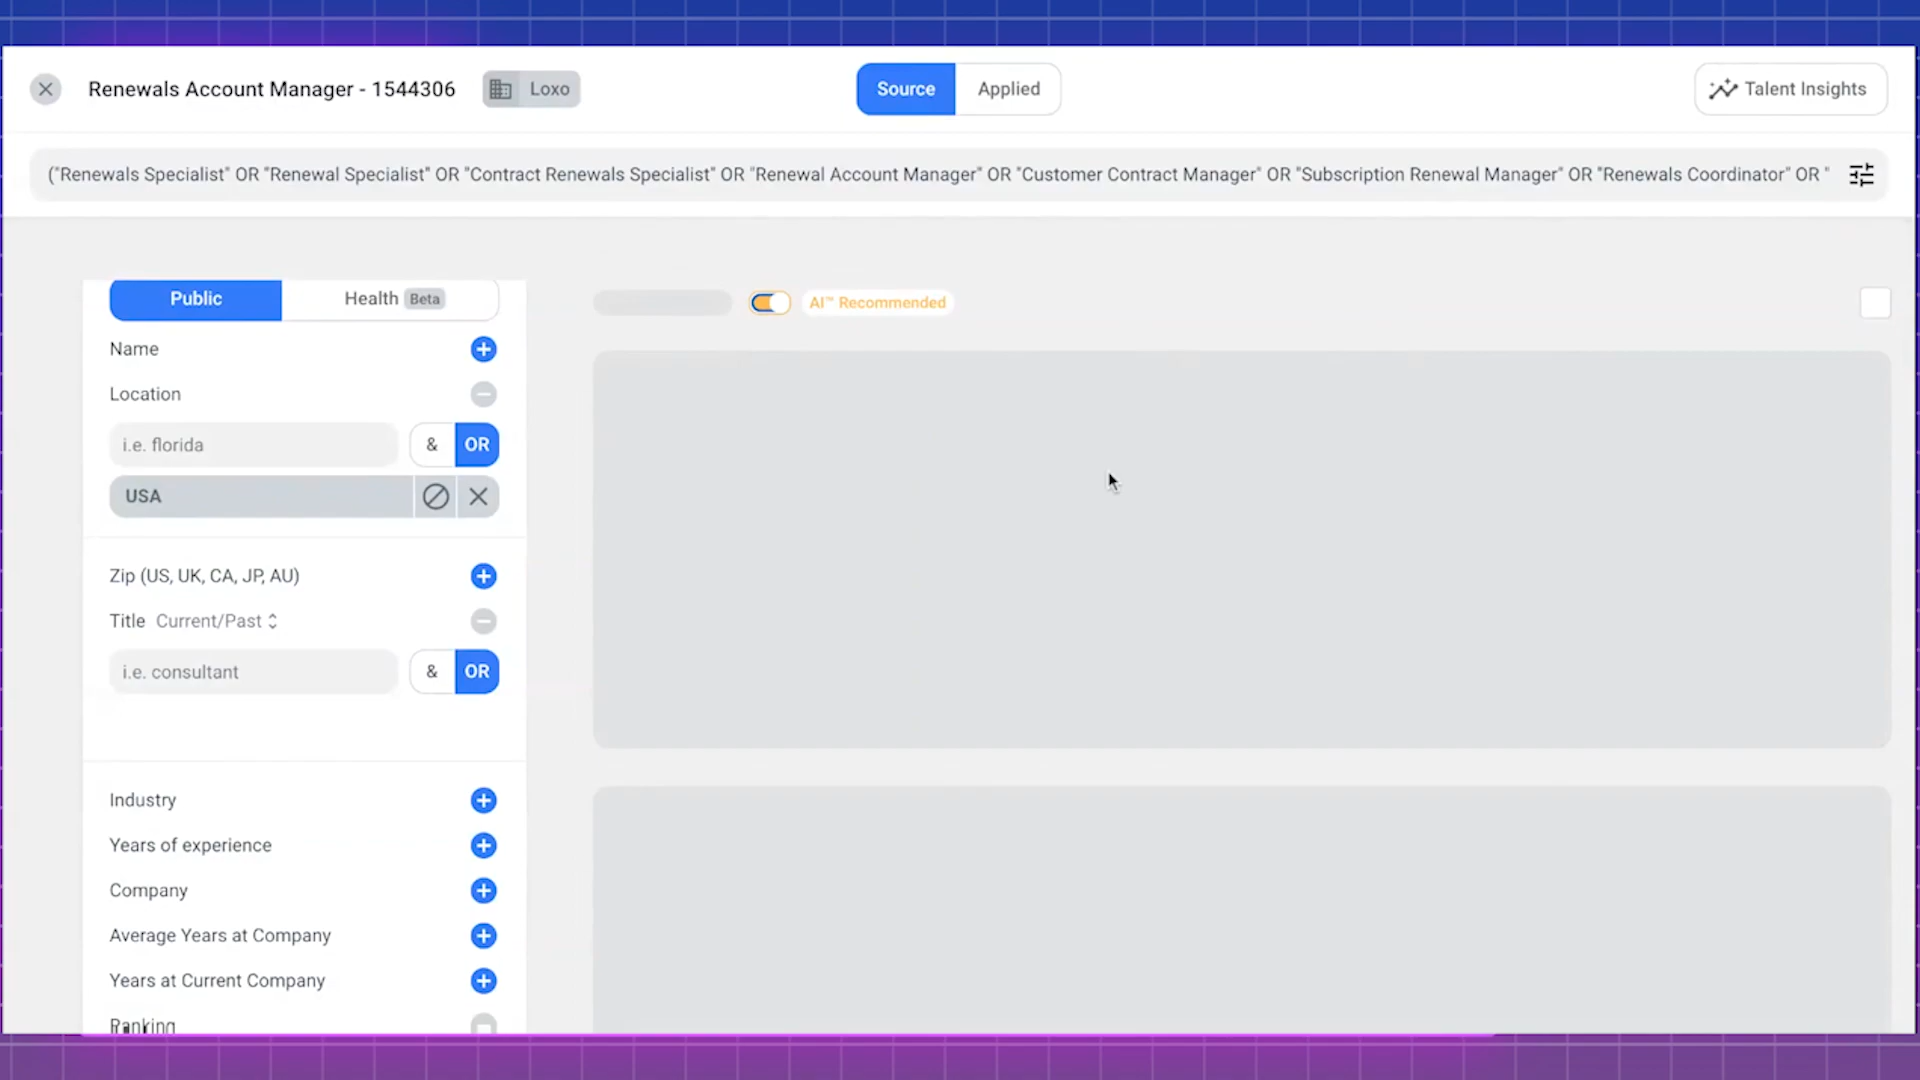 Renewals Account Manager - 1544306
Loxo
Source
Applied
Talent Insights
("Renewals Specialist" OR "Renewal Specialist" OR "Contract Renewals Specialist" OR "Renewal Account Manager" OR "Customer Contract Manager" OR "Subscription Renewal Manager" OR "Renewals Coordinator" OR "
Public
Health Beta
AI™ Recommended
Name
Location
i.e. florida
& OR
USA
Zip (US, UK, CA, JP, AU)
Title Current/Past
i.e. consultant
& OR
Industry
Years of experience
Company
Average Years at Company
Years at Current Company
Ranking